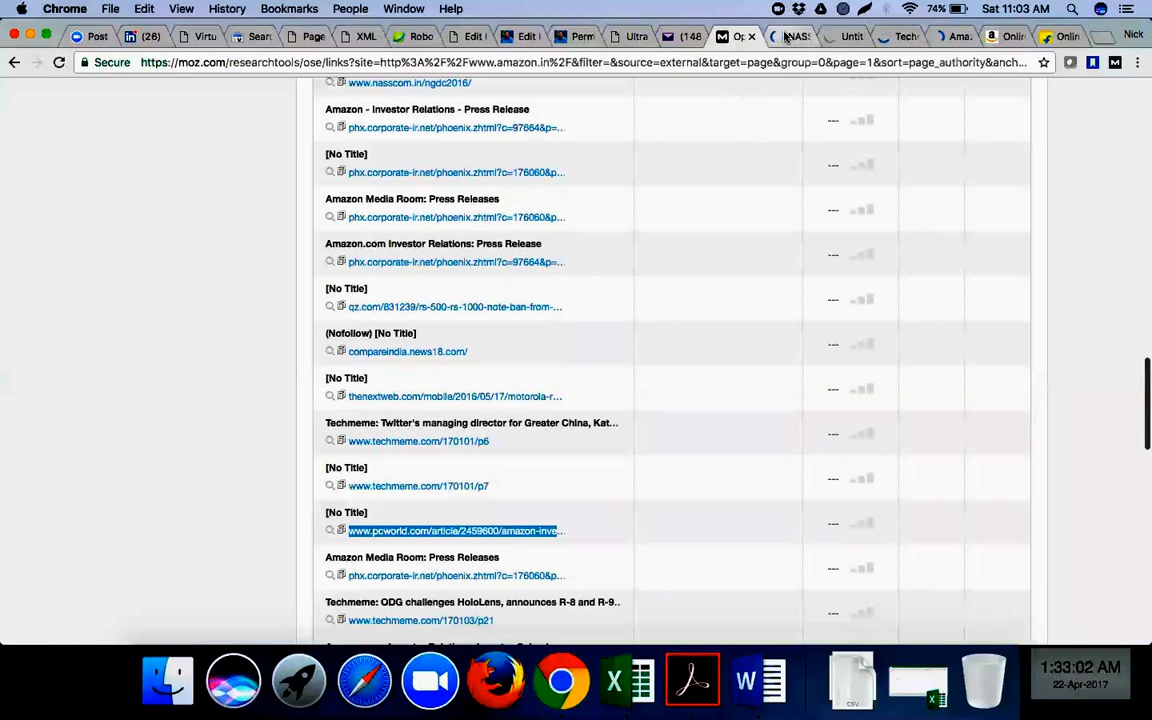 Chrome File Edit View History Bookmarks People Window Help 74% Sat 11:03 AM
Post (26) Virtu Sear Page XML Robo Edit Edit Perm Ultra (148 Op NAS Untit Tech Ama Onlin Onlin Nick
Secure https://moz.com/researchtools/ose/links?site=http%3A%2F%2Fwww.amazon.in%2F&filter=&source=external&target=page&group=0&page=1&sort=page_authority&anch...
www.nasscom.in/ngdc2016/
Amazon - Investor Relations - Press Release
phx.corporate-ir.net/phoenix.zhtml?c=97664&p=...
---
[No Title]
phx.corporate-ir.net/phoenix.zhtml?c=176060&p...
---
Amazon Media Room: Press Releases
phx.corporate-ir.net/phoenix.zhtml?c=176060&p...
---
Amazon.com Investor Relations: Press Release
phx.corporate-ir.net/phoenix.zhtml?c=97664&p=...
---
[No Title]
qz.com/831239/rs-500-rs-1000-note-ban-from-...
---
(Nofollow) [No Title]
compareindia.news18.com/
---
[No Title]
thenextweb.com/mobile/2016/05/17/motorola-r...
---
Techmeme: Twitter's managing director for Greater China, Kat...
www.techmeme.com/170101/p6
---
[No Title]
www.techmeme.com/170101/p7
---
[No Title]
www.pcworld.com/article/2459600/amazon-inve...
---
Amazon Media Room: Press Releases
phx.corporate-ir.net/phoenix.zhtml?c=176060&p...
---
Techmeme: ODG challenges HoloLens, announces R-8 and R-9..
www.techmeme.com/170103/p21
---
CSV
1:33:02 AM
22-Apr-2017